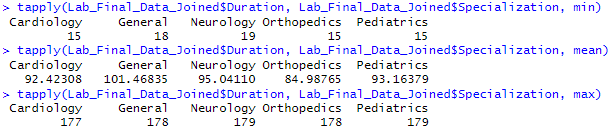 > tapply(Lab_Final_Data_Joined$Duration, Lab_Final_Data_Joined$Specialization, min)
Cardiology General Neurology Orthopedics Pediatrics
15 18 19 15 15
> tapply(Lab_Final_Data_Joined$Duration, Lab_Final_Data_Joined$Specialization, mean)
Cardiology General Neurology Orthopedics Pediatrics
92.42308 101.46835 95.04110 84.98765 93.16379
> tapply(Lab_Final_Data_Joined$Duration, Lab_Final_Data_Joined$Specialization, max)
Cardiology General Neurology Orthopedics Pediatrics
177 178 179 178 179